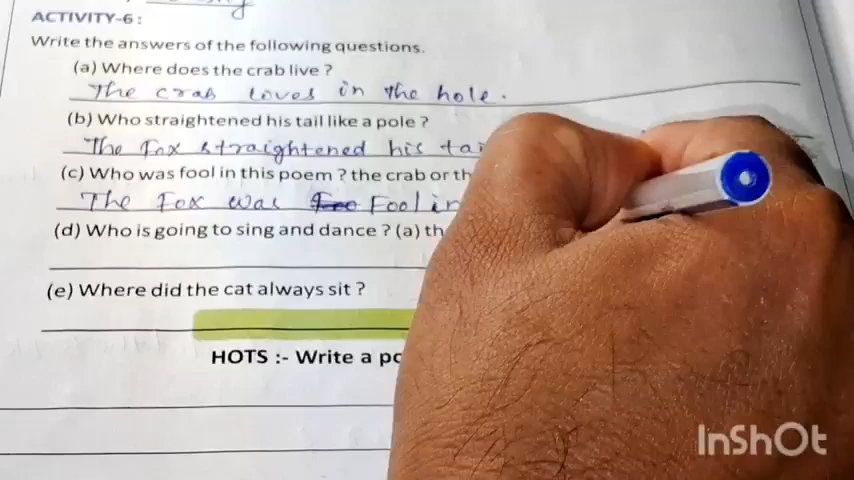 ACTIVITY-6:
Write the answers of the following questions.
(a) Where does the crab live ?
The crab loves in the hole.
(b) Who straightened his tail like a pole ?
The Fox straightened his tai
(c) Who was fool in this poem ? the crab or th
The Fox was Fool in
(d) Who is going to sing and dance ? (a) th
(e) Where did the cat always sit ?
HOTS :- Write a po
InShOt